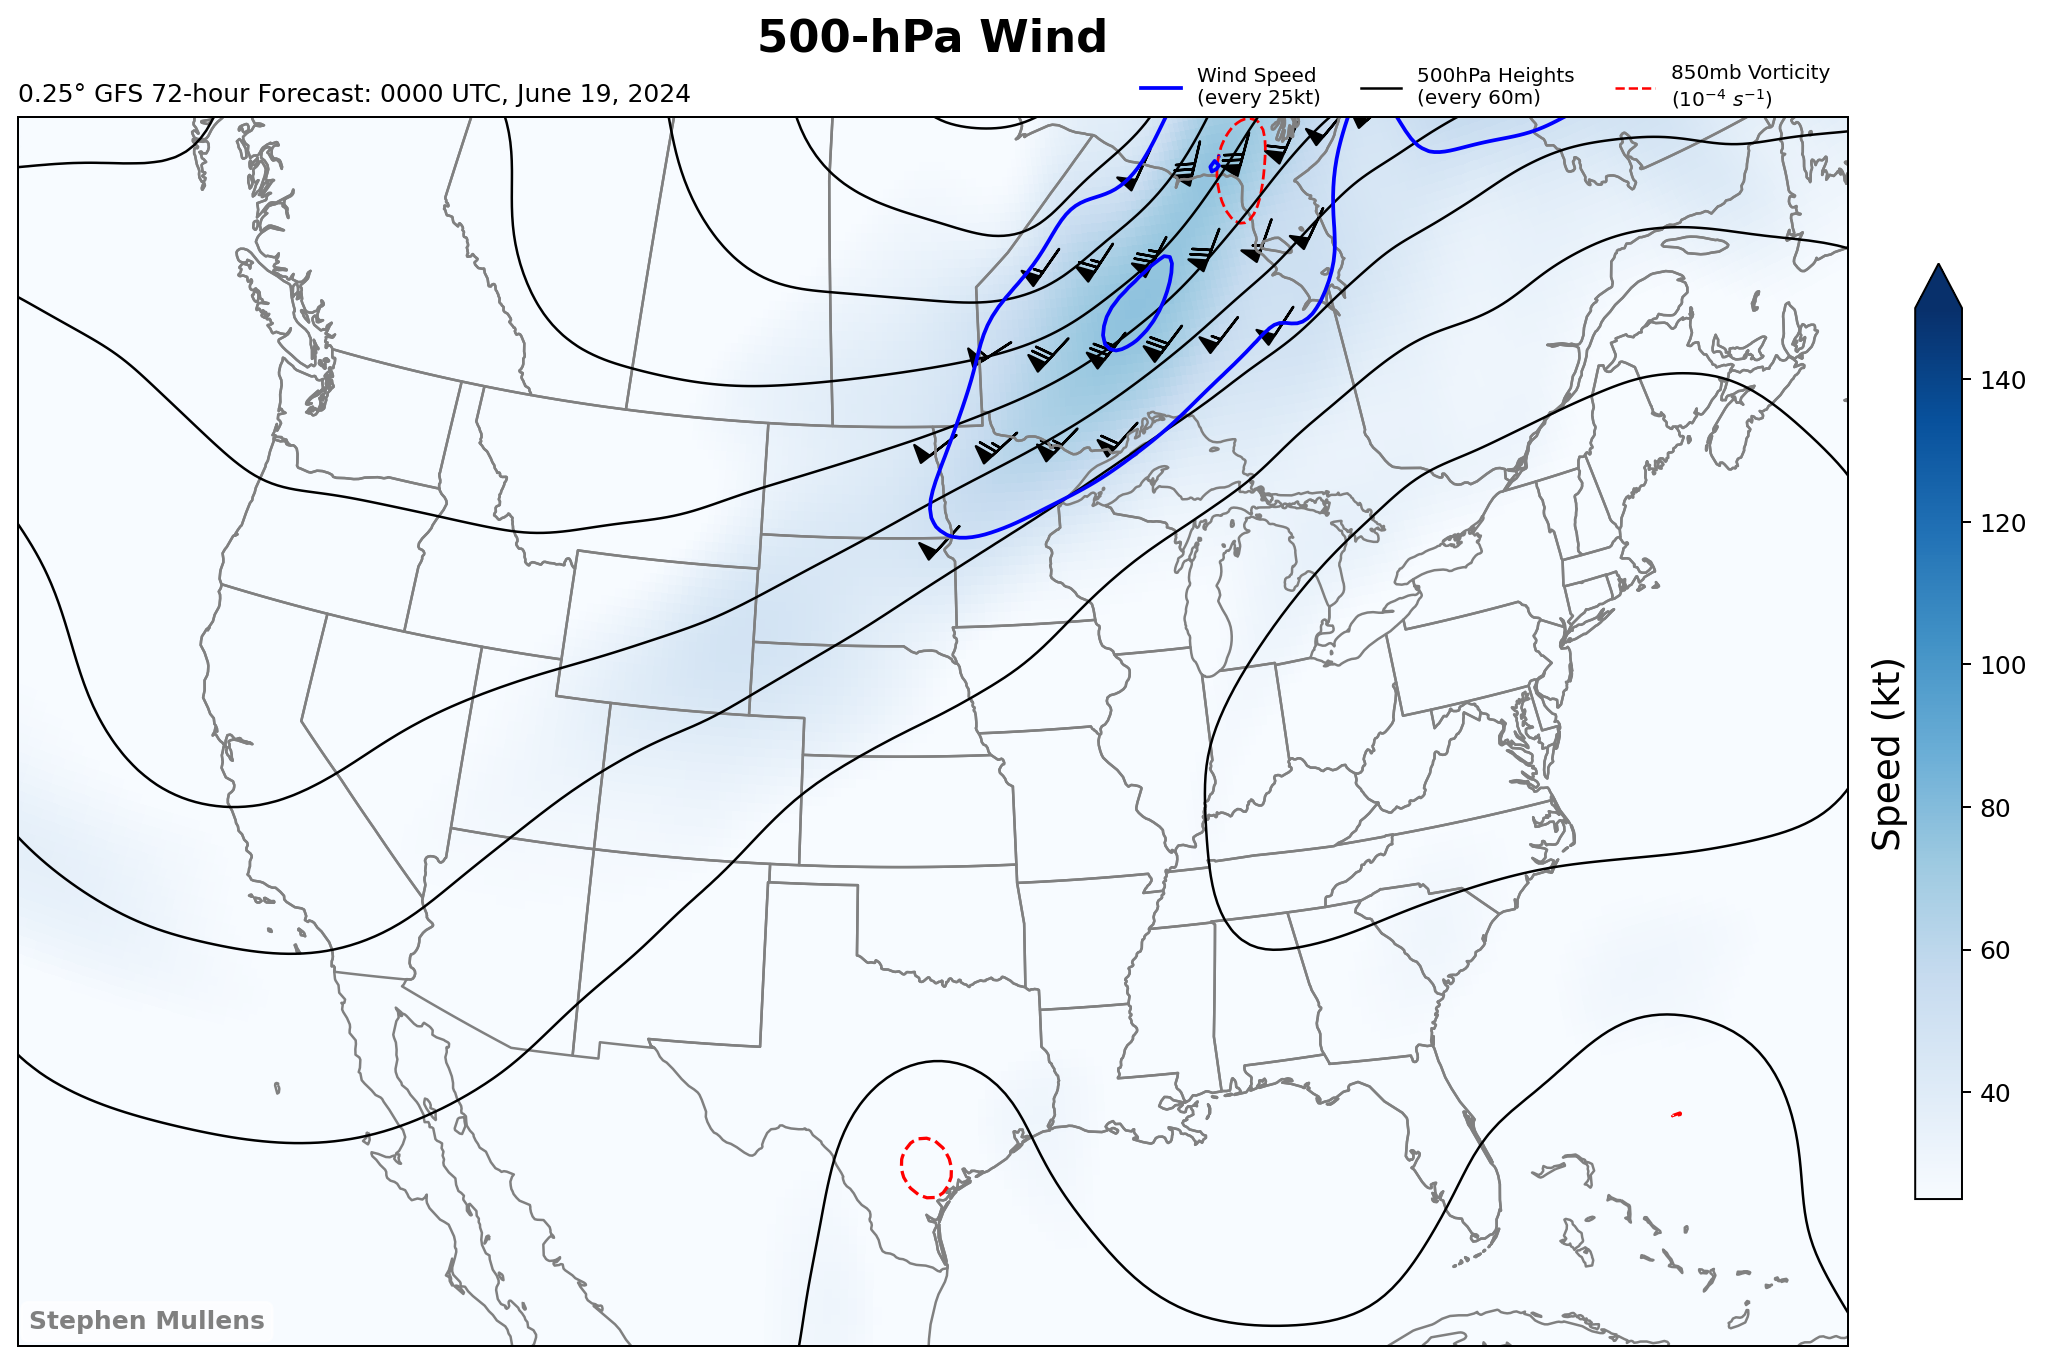 500-hPa Wind
0.25° GFS 72-hour Forecast: 0000 UTC, June 19, 2024
Wind Speed
(every 25kt)
500hPa Heights
(every 60m)
850mb Vorticity
(10⁻⁴ s⁻¹)
140
120
100
80
60
40
Speed (kt)
Stephen Mullens